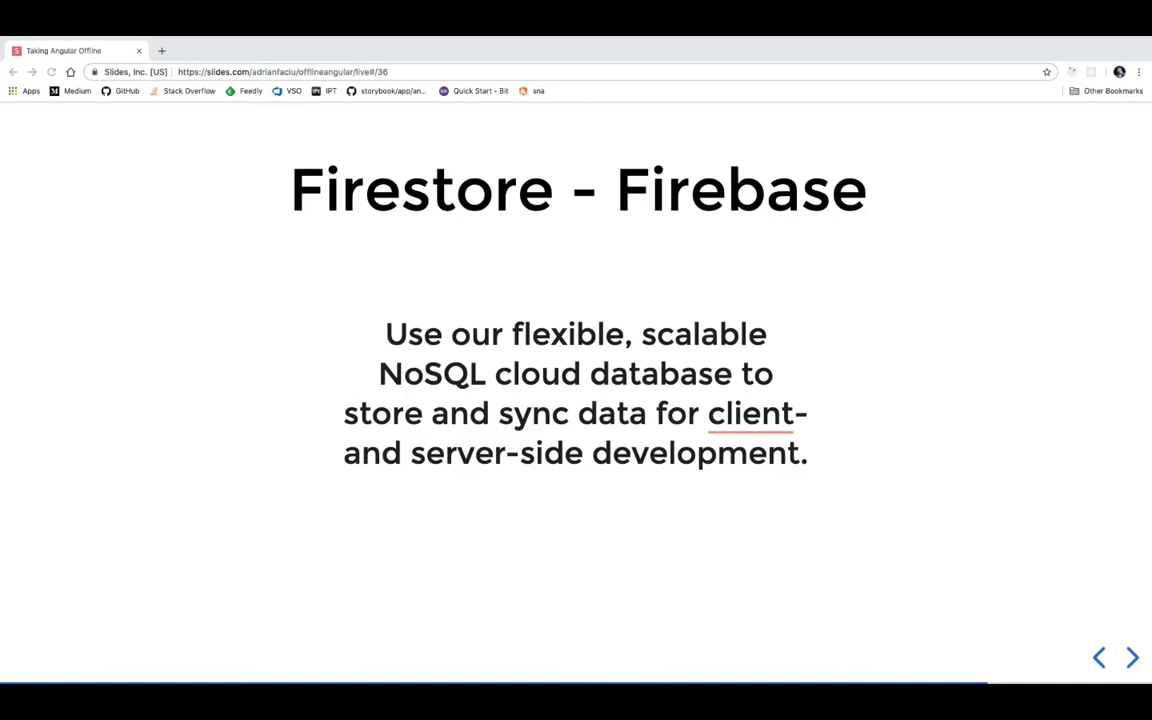 Taking Angular Offline
Slides, Inc. [US] https://slides.com/adrianfaciu/offlineangular/live#/36
Apps Medium GitHub Stack Overflow Feedly VSO IPT storybook/app/an... Quick Start - Bit sna Other Bookmarks
Firestore - Firebase
Use our flexible, scalable
NoSQL cloud database to
store and sync data for client-
and server-side development.